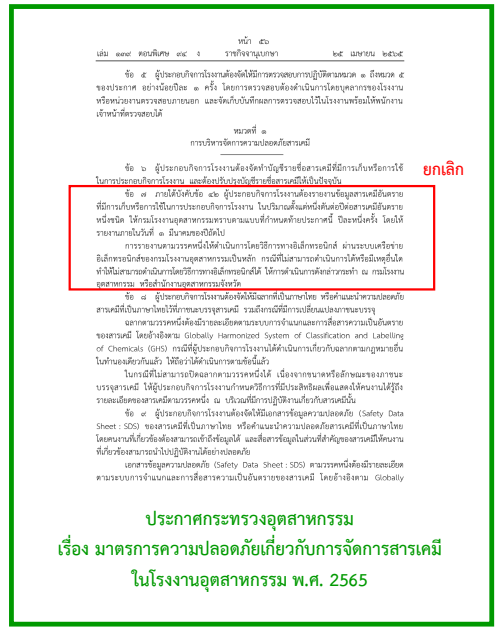 หน้า ๕๖
เล่ม ๑๓๙ ตอนพิเศษ ๙๔ ง ราชกิจจานุเบกษา ๒๕ เมษายน ๒๕๖๕
ข้อ ๕ ผู้ประกอบกิจการโรงงานต้องจัดให้มีการตรวจสอบการปฏิบัติตามหมวด ๑ ถึงหมวด ๕
ของประกาศ อย่างน้อยปีละ ๑ ครั้ง โดยการตรวจสอบต้องดำเนินการโดยบุคลากรของโรงงาน
หรือหน่วยงานตรวจสอบภายนอก และจัดเก็บบันทึกผลการตรวจสอบไว้ในโรงงานพร้อมให้พนักงาน
เจ้าหน้าที่ตรวจสอบได้
หมวดที่ ๑
การบริหารจัดการความปลอดภัยสารเคมี
ข้อ ๖ ผู้ประกอบกิจการโรงงานต้องจัดทำบัญชีรายชื่อสารเคมีที่มีการเก็บหรือการใช้
ในการประกอบกิจการโรงงาน และต้องปรับปรุงบัญชีรายชื่อสารเคมีให้เป็นปัจจุบัน
ยกเลิก
ข้อ ๗ ภายใต้บังคับข้อ ๔๒ ผู้ประกอบกิจการโรงงานต้องรายงานข้อมูลสารเคมีอันตราย
ที่มีการเก็บหรือการใช้ในการประกอบกิจการโรงงาน ในปริมาณตั้งแต่หนึ่งตันต่อปีต่อสารเคมีอันตราย
หนึ่งชนิด ให้กรมโรงงานอุตสาหกรรมทราบตามแบบที่กำหนดท้ายประกาศนี้ ปีละหนึ่งครั้ง โดยให้
รายงานภายในวันที่ ๑ มีนาคมของปีถัดไป
การรายงานตามวรรคหนึ่งให้ดำเนินการโดยวิธีการทางอิเล็กทรอนิกส์ ผ่านระบบเครือข่าย
อิเล็กทรอนิกส์ของกรมโรงงานอุตสาหกรรมเป็นหลัก กรณีที่ไม่สามารถดำเนินการได้หรือมีเหตุอื่นใด
ทำให้ไม่สามารถดำเนินการโดยวิธีการทางอิเล็กทรอนิกส์ได้ ให้การดำเนินการดังกล่าวกระทำ ณ กรมโรงงาน
อุตสาหกรรม หรือสำนักงานอุตสาหกรรมจังหวัด
ข้อ ๘ ผู้ประกอบกิจการโรงงานต้องจัดให้มีฉลากที่เป็นภาษาไทย หรือคำแนะนำความปลอดภัย
สารเคมีที่เป็นภาษาไทยไว้ที่ภาชนะบรรจุสารเคมี รวมถึงกรณีที่มีการเปลี่ยนแปลงภาชนะบรรจุ
ฉลากตามวรรคหนึ่งต้องมีรายละเอียดตามระบบการจำแนกและการสื่อสารความเป็นอันตราย
ของสารเคมี โดยอ้างอิงตาม Globally Harmonized System of Classification and Labelling
of Chemicals (GHS) กรณีที่ผู้ประกอบกิจการโรงงานได้ดำเนินการเกี่ยวกับฉลากตามกฎหมายอื่น
ในทำนองเดียวกันแล้ว ให้ถือว่าได้ดำเนินการตามข้อนี้แล้ว
ในกรณีที่ไม่สามารถปิดฉลากตามวรรคหนึ่งได้ เนื่องจากขนาดหรือลักษณะของภาชนะ
บรรจุสารเคมี ให้ผู้ประกอบกิจการโรงงานกำหนดวิธีการที่มีประสิทธิผลเพื่อแสดงให้คนงานได้รู้ถึง
รายละเอียดของสารเคมีตามวรรคหนึ่ง ณ บริเวณที่มีการปฏิบัติงานเกี่ยวกับสารเคมีนั้น
ข้อ ๙ ผู้ประกอบกิจการโรงงานต้องจัดให้มีเอกสารข้อมูลความปลอดภัย (Safety Data
Sheet : SDS) ของสารเคมีที่เป็นภาษาไทย หรือคำแนะนำความปลอดภัยสารเคมีที่เป็นภาษาไทย
โดยคนงานที่เกี่ยวข้องต้องสามารถเข้าถึงข้อมูลได้ และสื่อสารข้อมูลในส่วนที่สำคัญของสารเคมีให้คนงาน
ที่เกี่ยวข้องสามารถนำไปปฏิบัติงานได้อย่างปลอดภัย
เอกสารข้อมูลความปลอดภัย (Safety Data Sheet : SDS) ตามวรรคหนึ่งต้องมีรายละเอียด
ตามระบบการจำแนกและการสื่อสารความเป็นอันตรายของสารเคมี โดยอ้างอิงตาม Globally
ประกาศกระทรวงอุตสาหกรรม
เรื่อง มาตรการความปลอดภัยเกี่ยวกับการจัดการสารเคมี
ในโรงงานอุตสาหกรรม พ.ศ. 2565